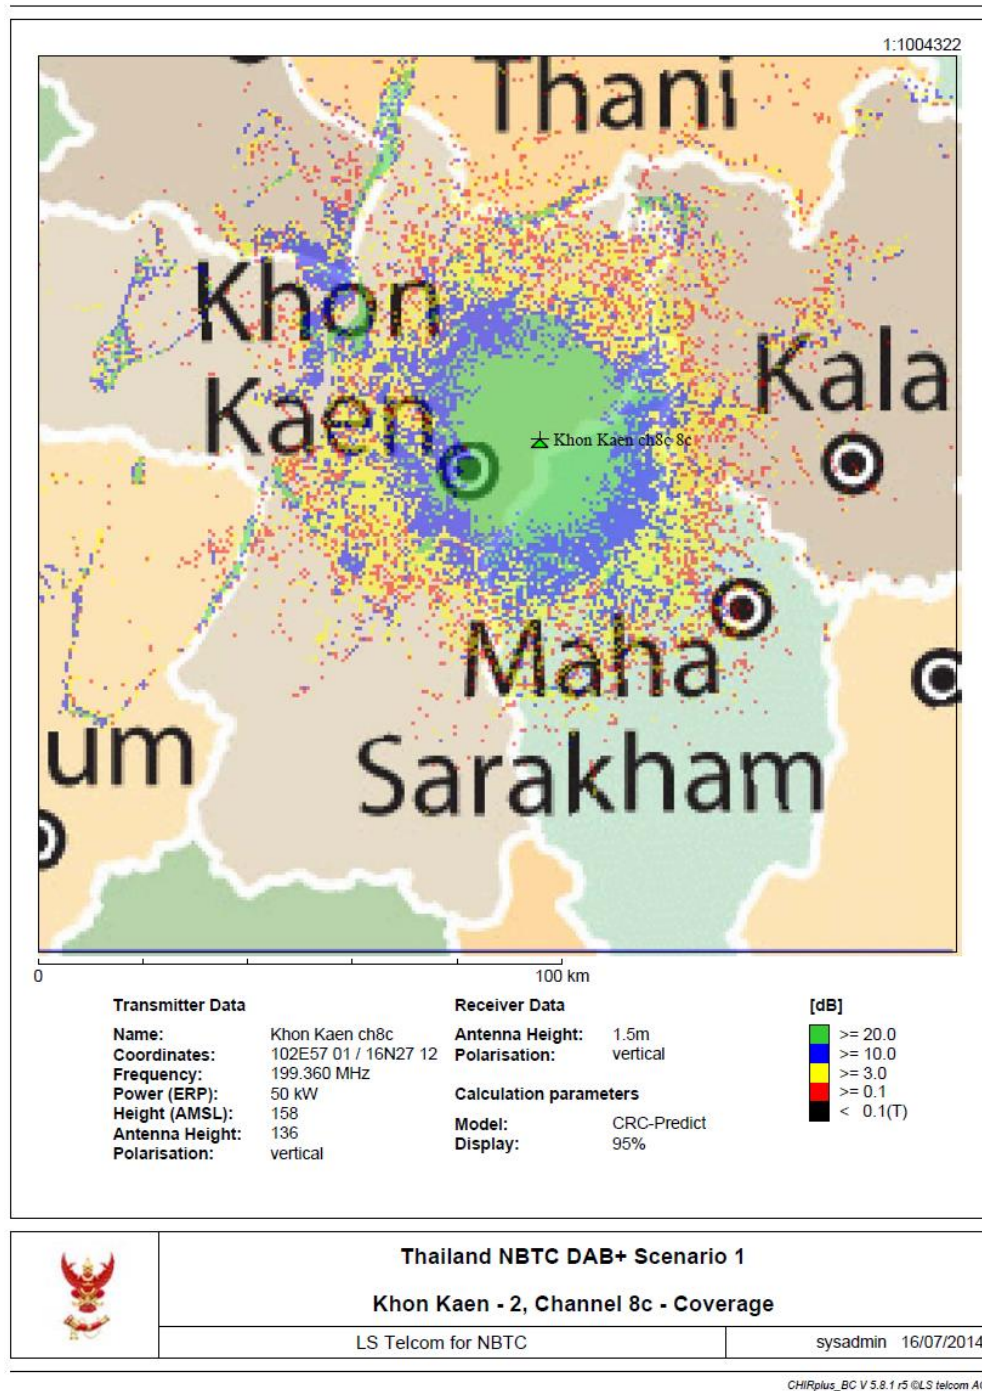 1:1004322
Thani
Khon
Kaen
Khon Kaen ch8c 8c
Kala
Maha
Sarakham
um
0 100 km
Transmitter Data
Name: Khon Kaen ch8c
Coordinates: 102E57 01 / 16N27 12
Frequency: 199.360 MHz
Power (ERP): 50 kW
Height (AMSL): 158
Antenna Height: 136
Polarisation: vertical
Receiver Data
Antenna Height: 1.5m
Polarisation: vertical
Calculation parameters
Model: CRC-Predict
Display: 95%
[dB]
>= 20.0
>= 10.0
>= 3.0
>= 0.1
< 0.1(T)
Thailand NBTC DAB+ Scenario 1
Khon Kaen - 2, Channel 8c - Coverage
LS Telcom for NBTC
sysadmin 16/07/2014
CHIRplus_BC V 5.8.1 r5 ©LS telcom AG